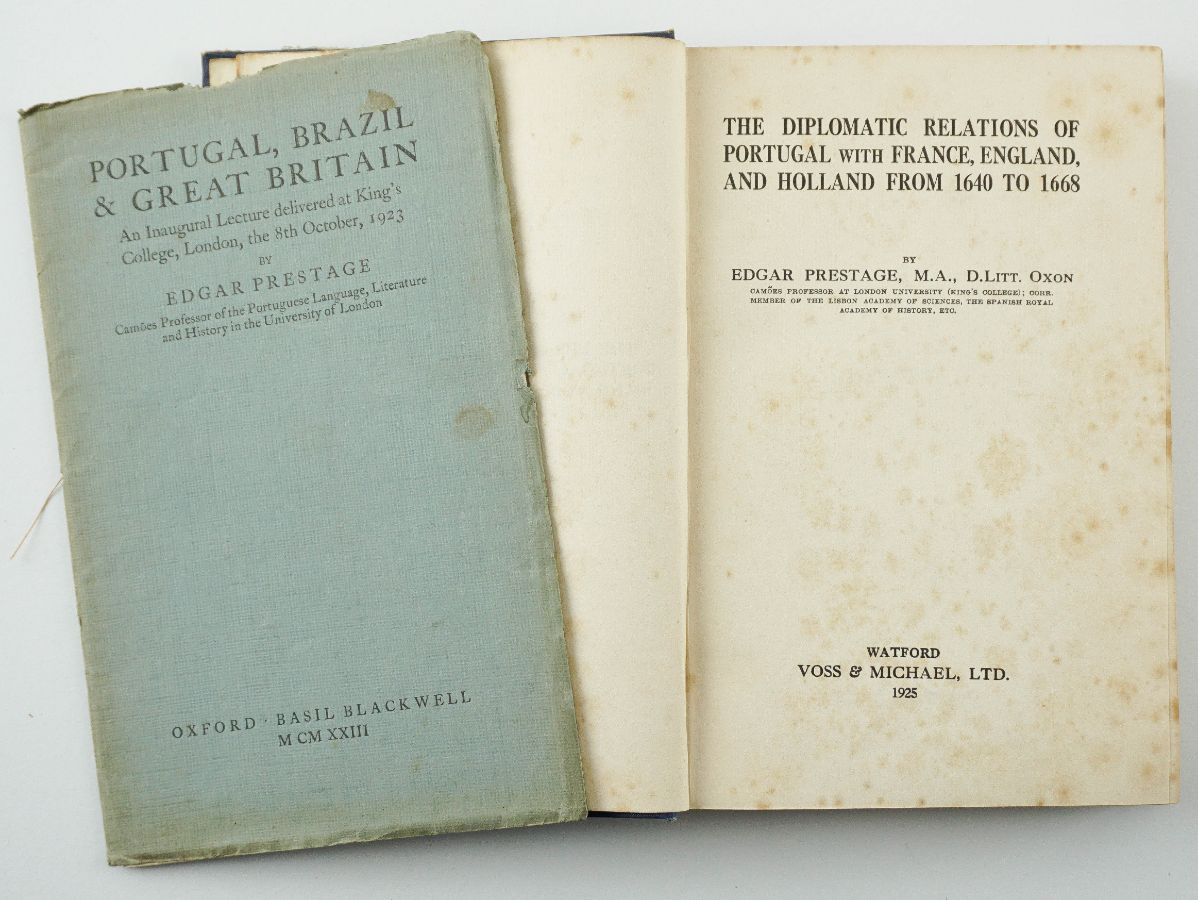 PORTUGAL, BRAZIL
& GREAT BRITAIN
An Inaugural Lecture delivered at King's
College, London, the 8th October, 1923
BY
EDGAR PRESTAGE
Camões Professor of the Portuguese Language, Literature
and History in the University of London
OXFORD · BASIL BLACKWELL
M CM XXIII
THE DIPLOMATIC RELATIONS OF
PORTUGAL WITH FRANCE, ENGLAND,
AND HOLLAND FROM 1640 TO 1668
BY
EDGAR PRESTAGE, M.A., D.LITT. OXON
CAMÕES PROFESSOR AT LONDON UNIVERSITY (KING'S COLLEGE); CORR.
MEMBER OF THE LISBON ACADEMY OF SCIENCES, THE SPANISH ROYAL
ACADEMY OF HISTORY, ETC.
WATFORD
VOSS & MICHAEL, LTD.
1925